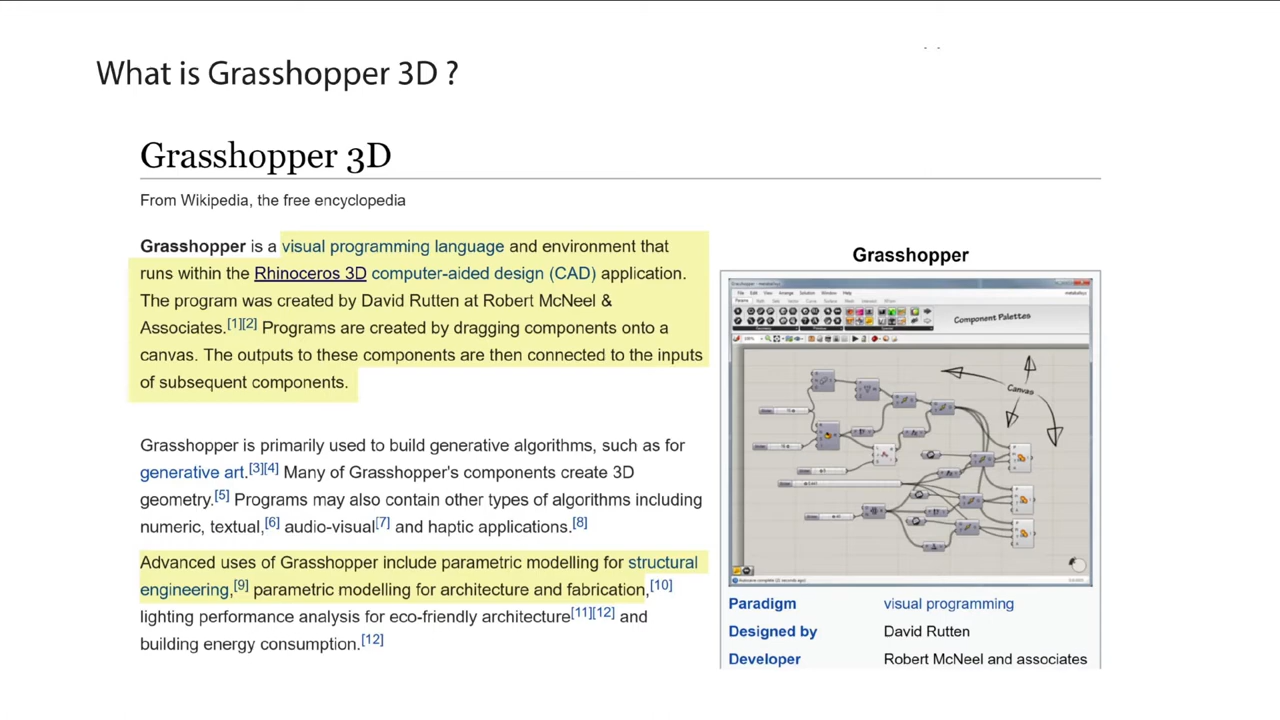 What is Grasshopper 3D ?
Grasshopper 3D
From Wikipedia, the free encyclopedia
Grasshopper is a visual programming language and environment that
runs within the Rhinoceros 3D computer-aided design (CAD) application.
The program was created by David Rutten at Robert McNeel &
Associates.[1][2] Programs are created by dragging components onto a
canvas. The outputs to these components are then connected to the inputs
of subsequent components.
Grasshopper is primarily used to build generative algorithms, such as for
generative art.[3][4] Many of Grasshopper's components create 3D
geometry.[5] Programs may also contain other types of algorithms including
numeric, textual,[6] audio-visual[7] and haptic applications.[8]
Advanced uses of Grasshopper include parametric modelling for structural
engineering,[9] parametric modelling for architecture and fabrication,[10]
lighting performance analysis for eco-friendly architecture[11][12] and
building energy consumption.[12]
Grasshopper
File Edit View Arrange Solution Window Help
Component Palettes
Canvas
Paradigm visual programming
Designed by David Rutten
Developer Robert McNeel and associates